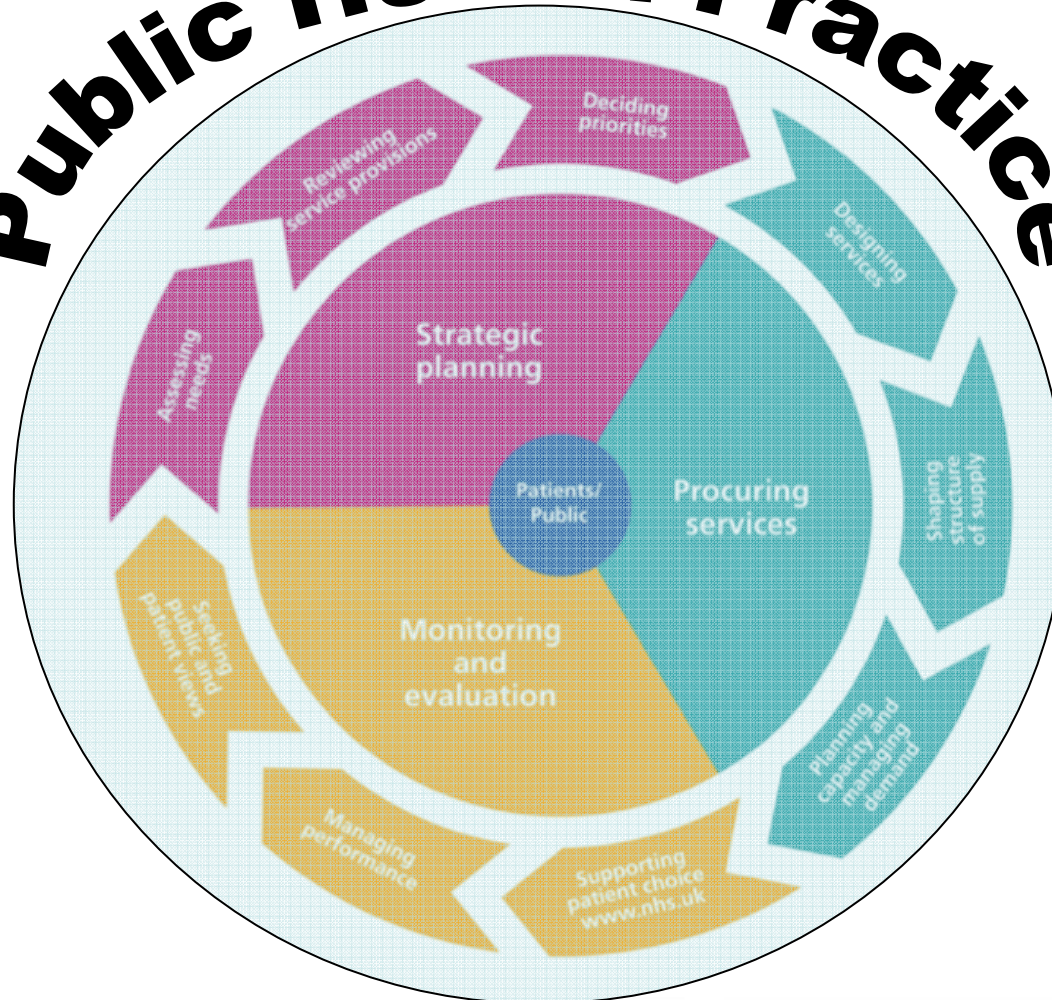 Public Health Practice
Deciding
priorities
Designing
services
Shaping
structure
of supply
Planning
capacity and
managing
demand
Supporting
patient choice
www.nhs.uk
Managing
performance
Seeking
public and
patient views
Assessing
needs
Reviewing
service provisions
Strategic
planning
Procuring
services
Monitoring
and
evaluation
Patients/
Public